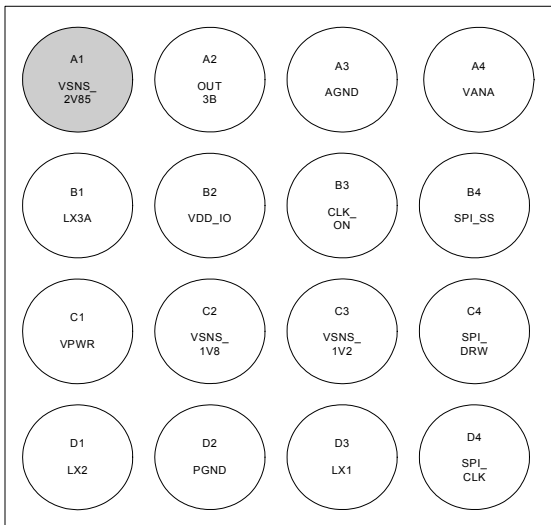 A1
VSNS_
2V85
A2
OUT
3B
A3
AGND
A4
VANA
B1
LX3A
B2
VDD_IO
B3
CLK_
ON
B4
SPI_SS
C1
VPWR
C2
VSNS_
1V8
C3
VSNS_
1V2
C4
SPI_
DRW
D1
LX2
D2
PGND
D3
LX1
D4
SPI_
CLK